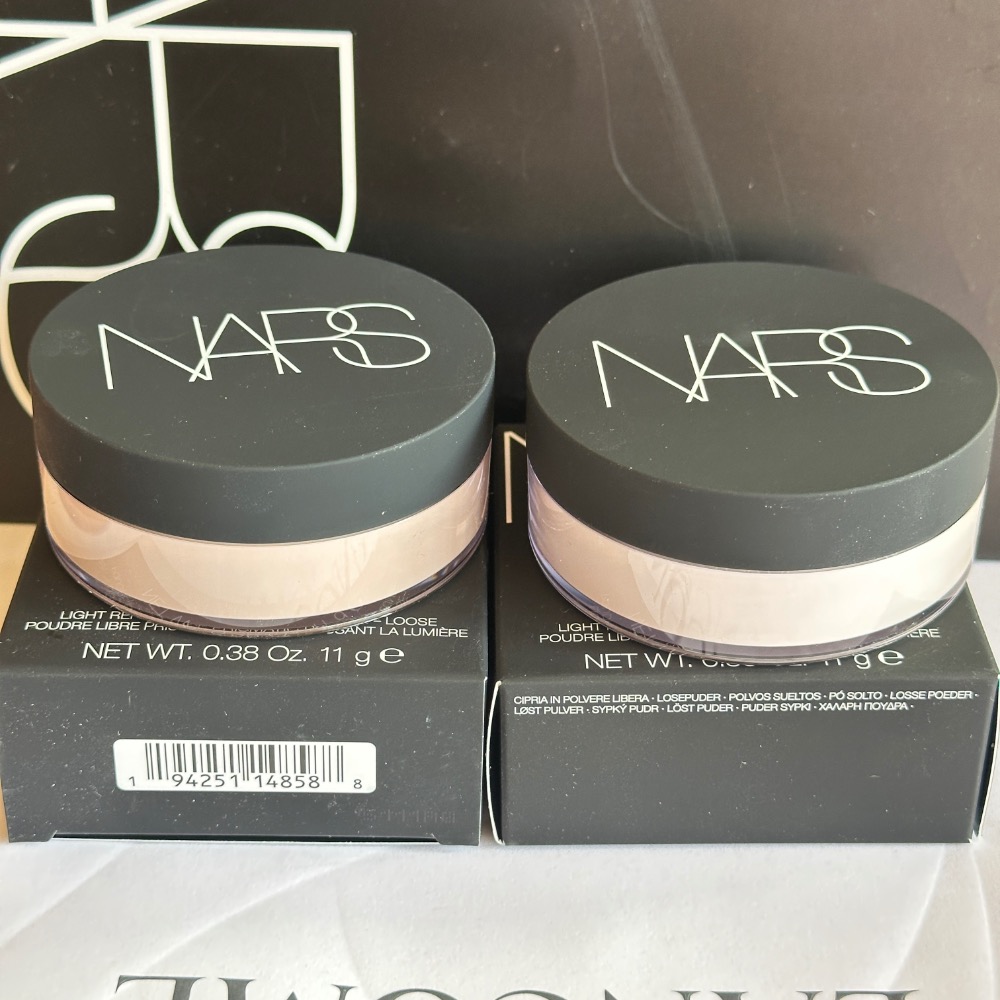 NARS
NARS
LIGHT LOOSE
POUDRE LIBRE LA LUMIÈRE
NET WT. 0.38 Oz. 11 g e
1 94251 14858 8
LIGHT
POUDRE
NET WT. 11 g e
CIPRIA IN POLVERE LIBERA · LOSEPUDER · POLVOS SUELTOS · PÓ SOLTO · LOSSE POEDER ·
LØST PULVER · SYPKÝ PUDR · LÖST PUDER · PUDER SYPKI · ΧΑΛΑΡΗ ΠΟΥΔΡΑ ·